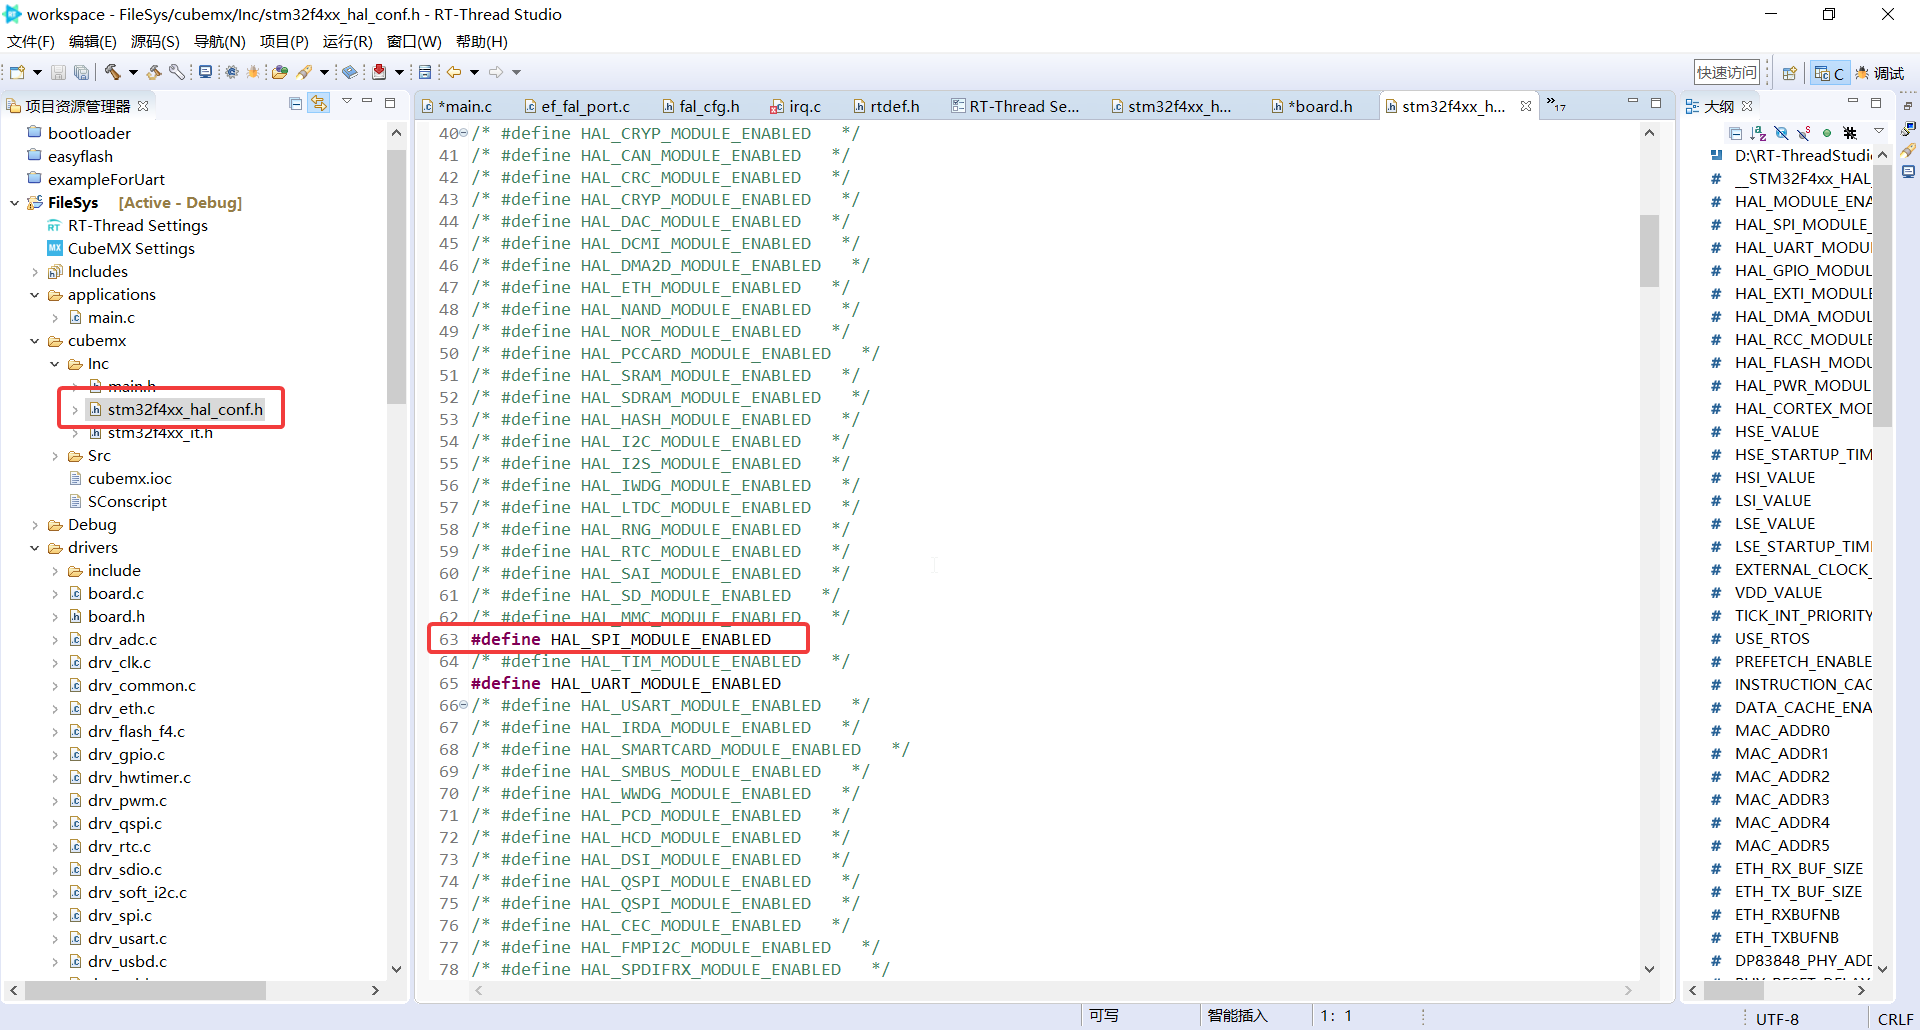 workspace - FileSys/cubemx/Inc/stm32f4xx_hal_conf.h - RT-Thread Studio
文件(F) 编辑(E) 源码(S) 导航(N) 项目(P) 运行(R) 窗口(W) 帮助(H)
快速访问
C
调试
项目资源管理器
bootloader
easyflash
exampleForUart
FileSys [Active - Debug]
RT-Thread Settings
CubeMX Settings
Includes
applications
main.c
cubemx
Inc
main.h
stm32f4xx_hal_conf.h
stm32f4xx_it.h
Src
cubemx.ioc
SConscript
Debug
drivers
include
board.c
board.h
drv_adc.c
drv_clk.c
drv_common.c
drv_eth.c
drv_flash_f4.c
drv_gpio.c
drv_hwtimer.c
drv_pwm.c
drv_qspi.c
drv_rtc.c
drv_sdio.c
drv_soft_i2c.c
drv_spi.c
drv_usart.c
drv_usbd.c
*main.c ef_fal_port.c fal_cfg.h irq.c rtdef.h RT-Thread Se... stm32f4xx_h... *board.h stm32f4xx_h... »17
40 /* #define HAL_CRYP_MODULE_ENABLED */
41 /* #define HAL_CAN_MODULE_ENABLED */
42 /* #define HAL_CRC_MODULE_ENABLED */
43 /* #define HAL_CRYP_MODULE_ENABLED */
44 /* #define HAL_DAC_MODULE_ENABLED */
45 /* #define HAL_DCMI_MODULE_ENABLED */
46 /* #define HAL_DMA2D_MODULE_ENABLED */
47 /* #define HAL_ETH_MODULE_ENABLED */
48 /* #define HAL_NAND_MODULE_ENABLED */
49 /* #define HAL_NOR_MODULE_ENABLED */
50 /* #define HAL_PCCARD_MODULE_ENABLED */
51 /* #define HAL_SRAM_MODULE_ENABLED */
52 /* #define HAL_SDRAM_MODULE_ENABLED */
53 /* #define HAL_HASH_MODULE_ENABLED */
54 /* #define HAL_I2C_MODULE_ENABLED */
55 /* #define HAL_I2S_MODULE_ENABLED */
56 /* #define HAL_IWDG_MODULE_ENABLED */
57 /* #define HAL_LTDC_MODULE_ENABLED */
58 /* #define HAL_RNG_MODULE_ENABLED */
59 /* #define HAL_RTC_MODULE_ENABLED */
60 /* #define HAL_SAI_MODULE_ENABLED */
61 /* #define HAL_SD_MODULE_ENABLED */
62 /* #define HAL_MMC_MODULE_ENABLED */
63 #define HAL_SPI_MODULE_ENABLED
64 /* #define HAL_TIM_MODULE_ENABLED */
65 #define HAL_UART_MODULE_ENABLED
66 /* #define HAL_USART_MODULE_ENABLED */
67 /* #define HAL_IRDA_MODULE_ENABLED */
68 /* #define HAL_SMARTCARD_MODULE_ENABLED */
69 /* #define HAL_SMBUS_MODULE_ENABLED */
70 /* #define HAL_WWDG_MODULE_ENABLED */
71 /* #define HAL_PCD_MODULE_ENABLED */
72 /* #define HAL_HCD_MODULE_ENABLED */
73 /* #define HAL_DSI_MODULE_ENABLED */
74 /* #define HAL_QSPI_MODULE_ENABLED */
75 /* #define HAL_QSPI_MODULE_ENABLED */
76 /* #define HAL_CEC_MODULE_ENABLED */
77 /* #define HAL_FMPI2C_MODULE_ENABLED */
78 /* #define HAL_SPDIFRX_MODULE_ENABLED */
大纲
D:\RT-ThreadStudi
# __STM32F4xx_HAL_
# HAL_MODULE_ENA
# HAL_SPI_MODULE_
# HAL_UART_MODU
# HAL_GPIO_MODUL
# HAL_EXTI_MODULE
# HAL_DMA_MODUL
# HAL_RCC_MODULE
# HAL_FLASH_MODU
# HAL_PWR_MODUL
# HAL_CORTEX_MOD
# HSE_VALUE
# HSE_STARTUP_TIM
# HSI_VALUE
# LSI_VALUE
# LSE_VALUE
# LSE_STARTUP_TIM
# EXTERNAL_CLOCK_
# VDD_VALUE
# TICK_INT_PRIORITY
# USE_RTOS
# PREFETCH_ENABLE
# INSTRUCTION_CAC
# DATA_CACHE_ENA
# MAC_ADDR0
# MAC_ADDR1
# MAC_ADDR2
# MAC_ADDR3
# MAC_ADDR4
# MAC_ADDR5
# ETH_RX_BUF_SIZE
# ETH_TX_BUF_SIZE
# ETH_RXBUFNB
# ETH_TXBUFNB
# DP83848_PHY_ADD
可写 智能插入 1: 1 UTF-8 CRLF